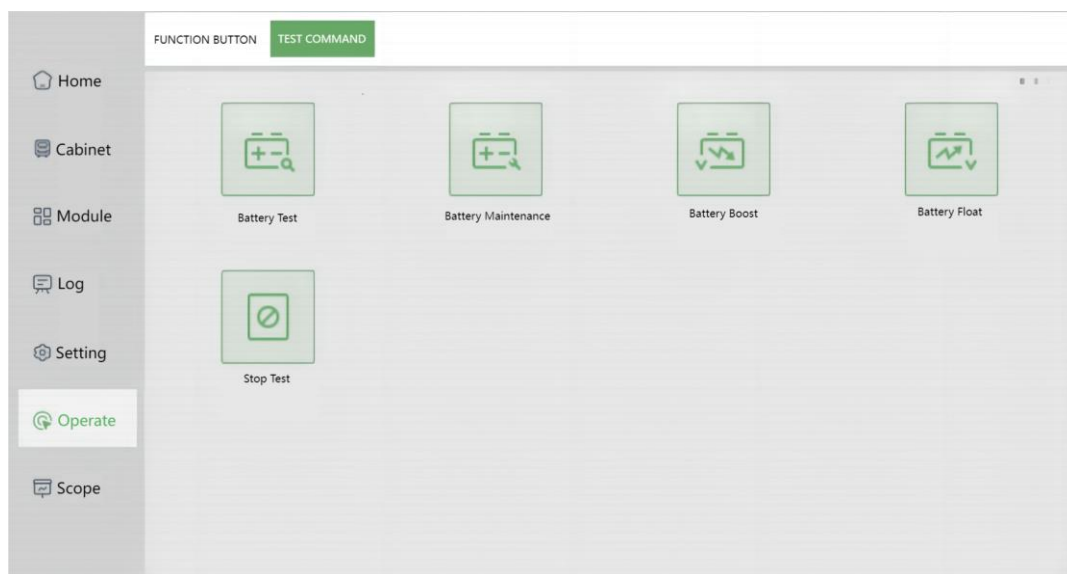 FUNCTION BUTTON TEST COMMAND
Home
Cabinet
Module
Log
Setting
Operate
Scope
Battery Test
Battery Maintenance
Battery Boost
Battery Float
Stop Test